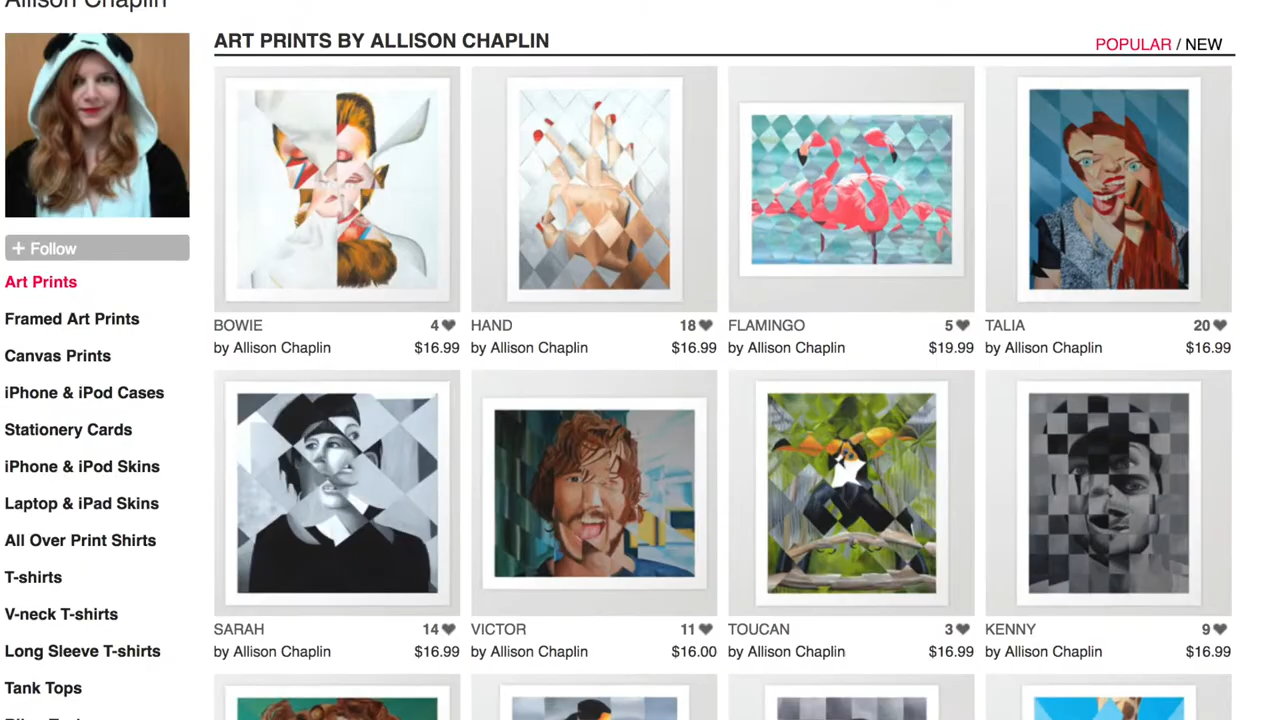 Allison Chaplin
ART PRINTS BY ALLISON CHAPLIN
POPULAR / NEW
+ Follow
Art Prints
Framed Art Prints
Canvas Prints
iPhone & iPod Cases
Stationery Cards
iPhone & iPod Skins
Laptop & iPad Skins
All Over Print Shirts
T-shirts
V-neck T-shirts
Long Sleeve T-shirts
Tank Tops
BOWIE 4
by Allison Chaplin $16.99
HAND 18
by Allison Chaplin $16.99
FLAMINGO 5
by Allison Chaplin $19.99
TALIA 20
by Allison Chaplin $16.99
SARAH 14
by Allison Chaplin $16.99
VICTOR 11
by Allison Chaplin $16.00
TOUCAN 3
by Allison Chaplin $16.99
KENNY 9
by Allison Chaplin $16.99